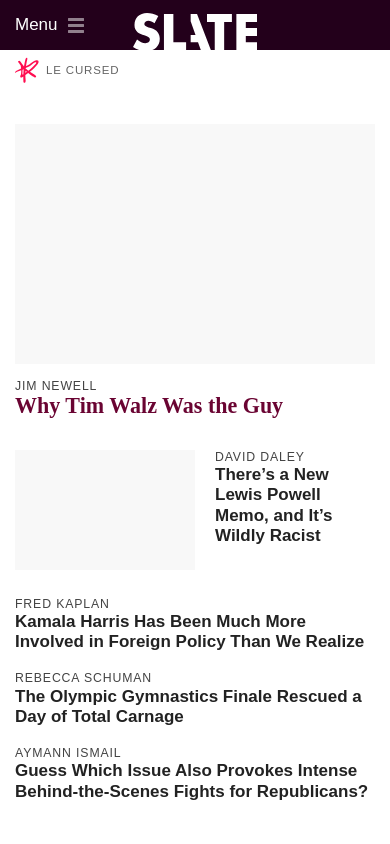 Menu
SLATE
LE CURSED
JIM NEWELL
Why Tim Walz Was the Guy
DAVID DALEY
There’s a New
Lewis Powell
Memo, and It’s
Wildly Racist
FRED KAPLAN
Kamala Harris Has Been Much More
Involved in Foreign Policy Than We Realize
REBECCA SCHUMAN
The Olympic Gymnastics Finale Rescued a
Day of Total Carnage
AYMANN ISMAIL
Guess Which Issue Also Provokes Intense
Behind-the-Scenes Fights for Republicans?